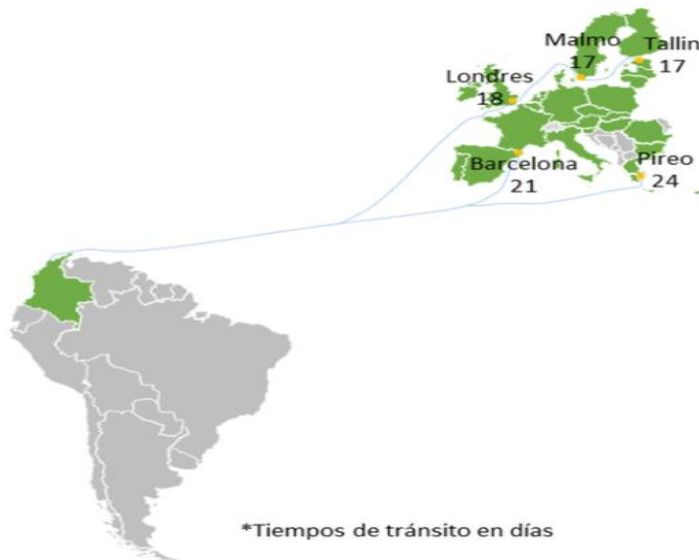 Malmo
17
Tallin
17
Londres
18
Barcelona
21
Pireo
24
*Tiempos de tránsito en días